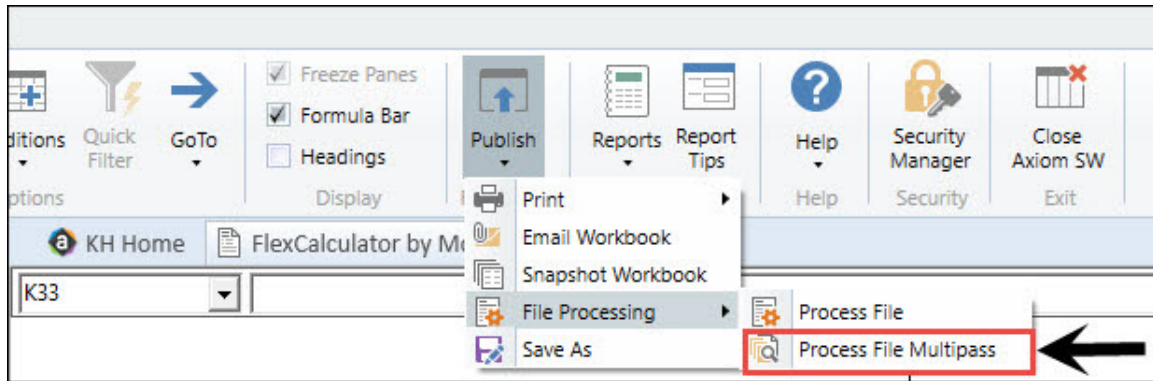 Freeze Panes
Formula Bar
Headings
ditions
Quick Filter
GoTo
Publish
Reports
Report Tips
Help
Security Manager
Close Axiom SW
ptions
Display
Help
Security
Exit
KH Home
FlexCalculator by Mo
K33
Print
Email Workbook
Snapshot Workbook
File Processing
Save As
Process File
Process File Multipass